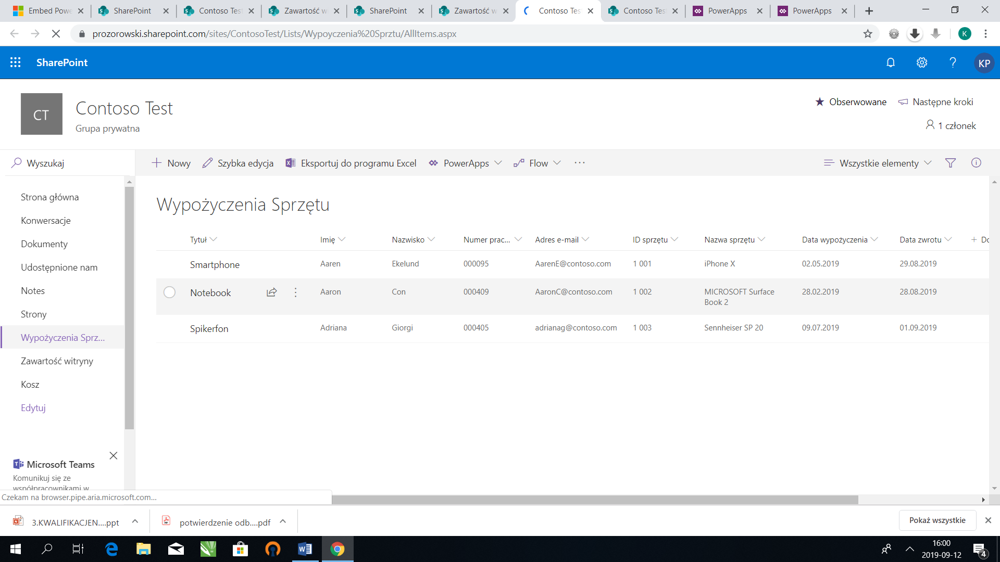 Embed Powe
SharePoint
Contoso Tes
Zawartość w
SharePoint
Zawartość w
Contoso Tes
Contoso Tes
PowerApps
PowerApps
prozorowski.sharepoint.com/sites/ContosoTest/Lists/Wypoyczenia%20Sprztu/AllItems.aspx
K
SharePoint
KP
CT
Contoso Test
Grupa prywatna
Obserwowane
Następne kroki
1 członek
Wyszukaj
Nowy
Szybka edycja
Eksportuj do programu Excel
PowerApps
Flow
Wszystkie elementy
Strona główna
Konwersacje
Dokumenty
Udostępnione nam
Notes
Strony
Wypożyczenia Sprz...
Zawartość witryny
Kosz
Edytuj
Microsoft Teams
Komunikuj się ze
współpracownikami w
Wypożyczenia Sprzętu
Tytuł Imię Nazwisko Numer prac... Adres e-mail ID sprzętu Nazwa sprzętu Data wypożyczenia Data zwrotu + Do
Smartphone Aaren Ekelund 000095 AarenE@contoso.com 1 001 iPhone X 02.05.2019 29.08.2019
Notebook Aaron Con 000409 AaronC@contoso.com 1 002 MICROSOFT Surface 28.02.2019 28.08.2019
Book 2
Spikerfon Adriana Giorgi 000405 adrianag@contoso.com 1 003 Sennheiser SP 20 09.07.2019 01.09.2019
Czekam na browser.pipe.aria.microsoft.com...
3.KWALIFIKACJEN....ppt
potwierdzenie odb....pdf
Pokaż wszystkie
16:00
2019-09-12
4